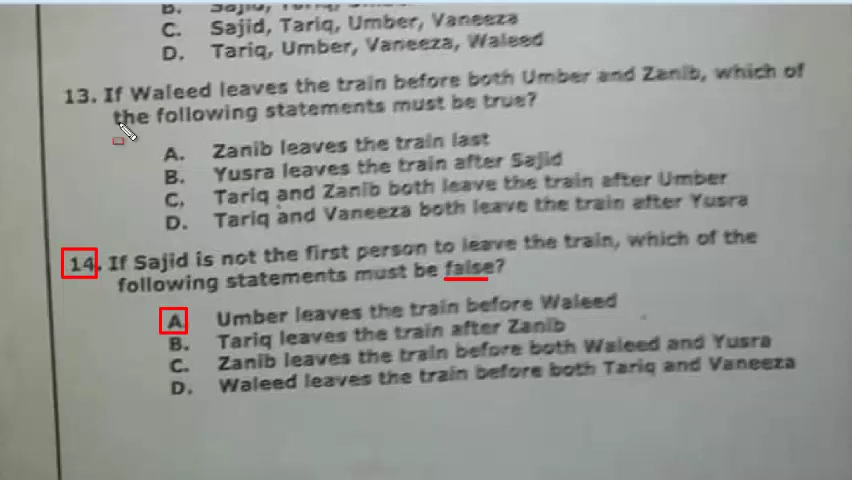 B. Sajid,
C. Sajid, Tariq, Umber, Vaneeza
D. Tariq, Umber, Vaneeza, Waleed
13. If Waleed leaves the train before both Umber and Zanib, which of
the following statements must be true?
A. Zanib leaves the train last
B. Yusra leaves the train after Sajid
C. Tariq and Zanib both leave the train after Umber
D. Tariq and Vaneeza both leave the train after Yusra
14. If Sajid is not the first person to leave the train, which of the
following statements must be false?
A. Umber leaves the train before Waleed
B. Tariq leaves the train after Zanib
C. Zanib leaves the train before both Waleed and Yusra
D. Waleed leaves the train before both Tariq and Vaneeza